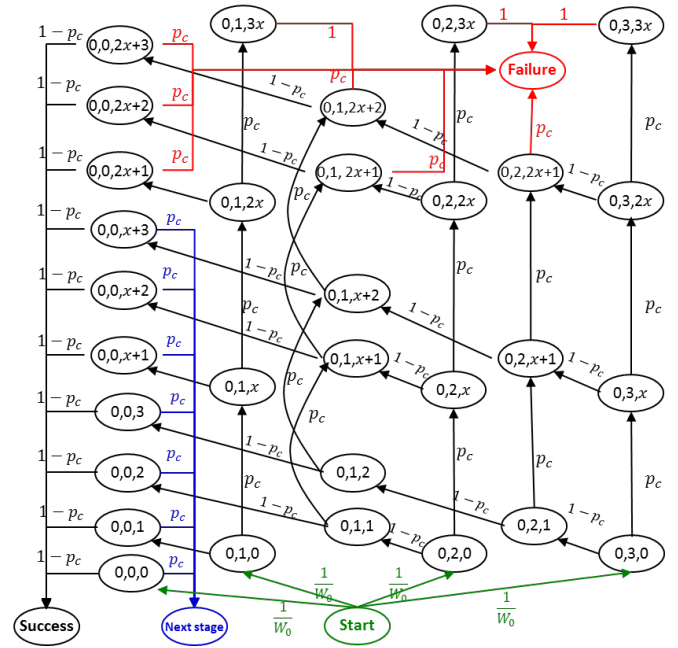 0,1,3x 1 0,2,3x 1 1 0,3,3x
1-p_c 0,0,2x+3 p_c Failure
p_c 1-p_c
1-p_c 0,0,2x+2 p_c 0,1,2x+2 p_c
p_c p_c 1-p_c p_c
1-p_c 0,0,2x+1 p_c 1-p_c 0,1, 2x+1 p_c 0,2,2x+1 1-p_c
0,1,2x p_c 1-p_c 0,2,2x 0,3,2x
1-p_c 0,0,x+3 p_c
1-p_c p_c p_c p_c p_c
1-p_c 0,0,x+2 p_c 0,1,x+2
p_c 1-p_c 1-p_c
1-p_c 0,0,x+1 p_c 0,1,x+1 1-p_c 0,2,x+1 1-p_c
0,1,x p_c 0,2,x 0,3,x
1-p_c 0,0,3 p_c p_c
1-p_c p_c p_c p_c
1-p_c 0,0,2 p_c p_c 0,1,2
1-p_c 1-p_c 1-p_c
1-p_c 0,0,1 p_c 0,1,1 1-p_c 0,2,1
0,1,0 0,2,0 0,3,0
1-p_c 0,0,0 p_c
1/W_0 1/W_0 1/W_0 1/W_0
Success Next stage Start